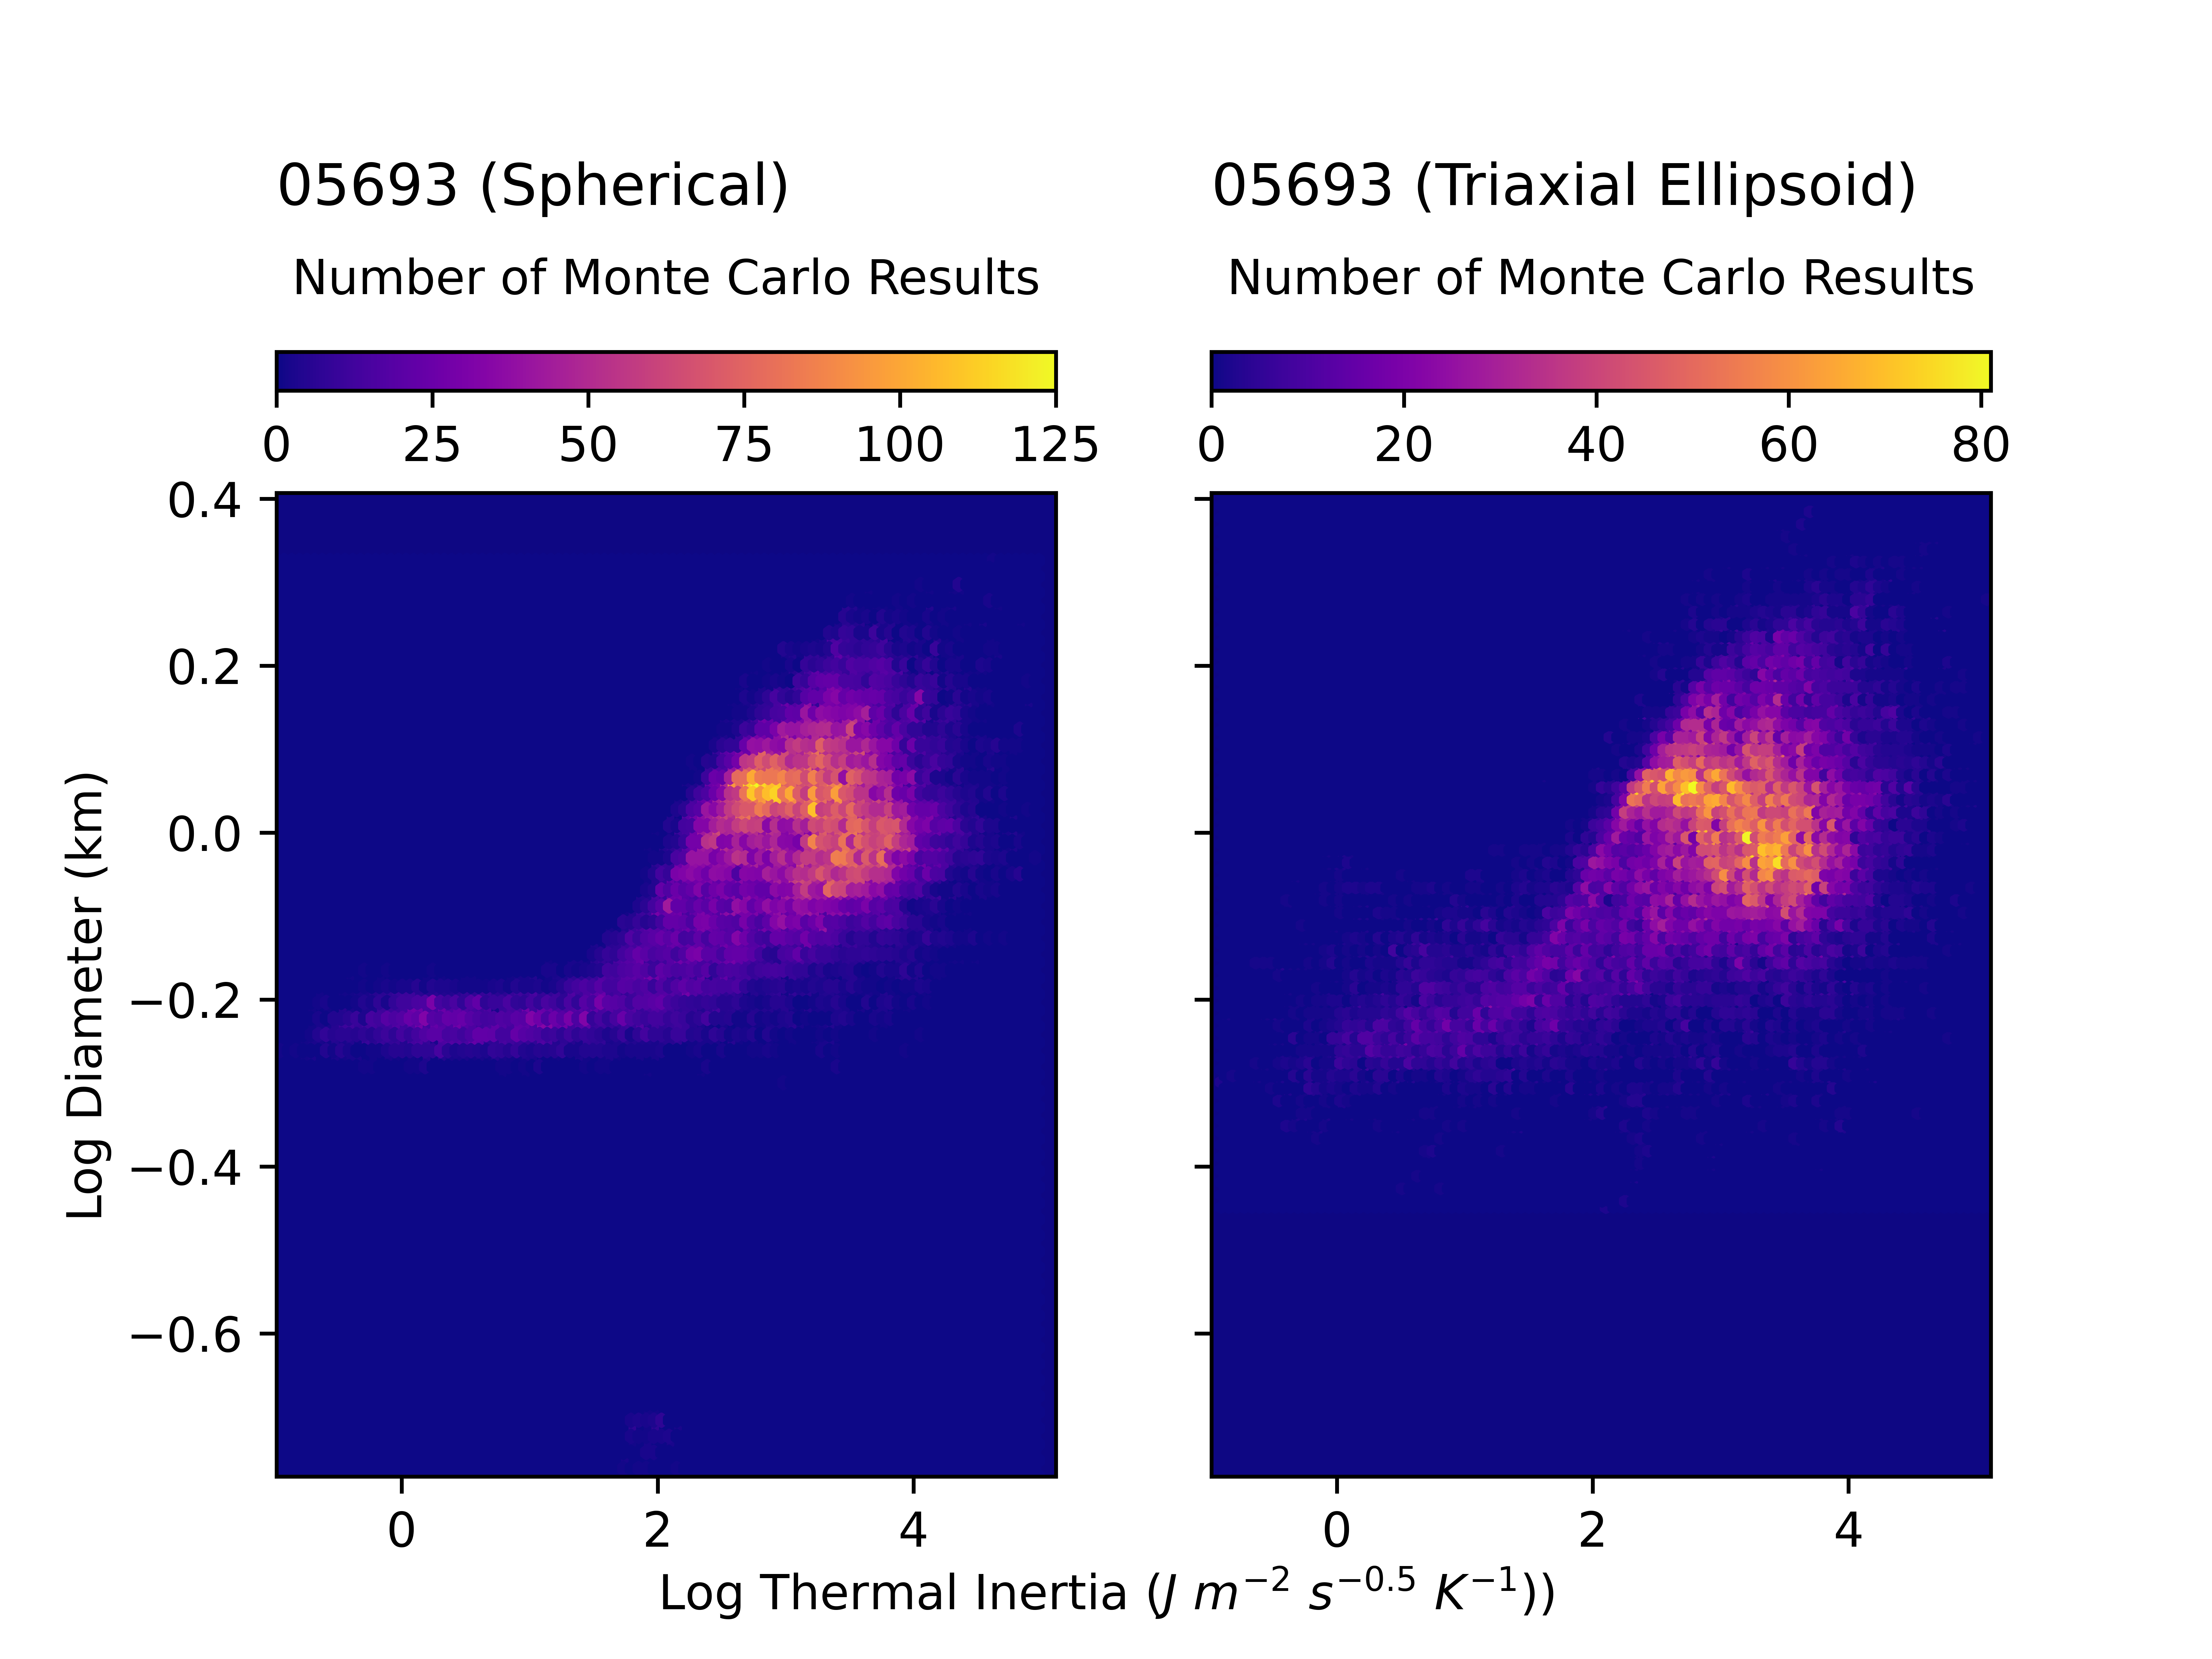 05693 (Spherical)
Number of Monte Carlo Results
0 25 50 75 100 125
05693 (Triaxial Ellipsoid)
Number of Monte Carlo Results
0 20 40 60 80
Log Diameter (km)
0.4
0.2
0.0
−0.2
−0.4
−0.6
0 2 4
0 2 4
Log Thermal Inertia (J m⁻² s⁻⁰·⁵ K⁻¹))